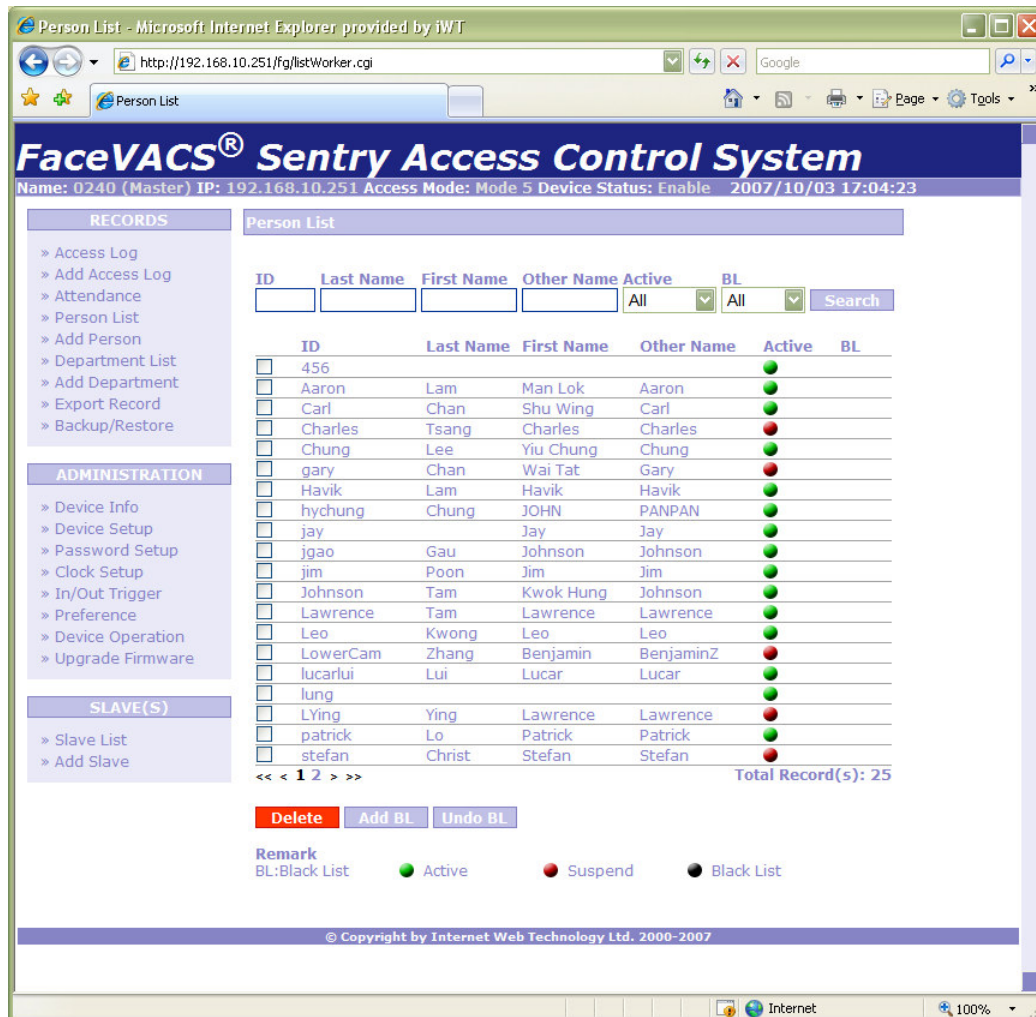 Person List - Microsoft Internet Explorer provided by iWT
http://192.168.10.251/fg/listWorker.cgi
Google
Person List
Page
Tools
»
FaceVACS® Sentry Access Control System
Name: 0240 (Master) IP: 192.168.10.251 Access Mode: Mode 5 Device Status: Enable 2007/10/03 17:04:23
RECORDS
» Access Log
» Add Access Log
» Attendance
» Person List
» Add Person
» Department List
» Add Department
» Export Record
» Backup/Restore
ADMINISTRATION
» Device Info
» Device Setup
» Password Setup
» Clock Setup
» In/Out Trigger
» Preference
» Device Operation
» Upgrade Firmware
SLAVE(S)
» Slave List
» Add Slave
Person List
ID Last Name First Name Other Name Active BL
All All Search
ID Last Name First Name Other Name Active BL
456
Aaron Lam Man Lok Aaron
Carl Chan Shu Wing Carl
Charles Tsang Charles Charles
Chung Lee Yiu Chung Chung
gary Chan Wai Tat Gary
Havik Lam Havik Havik
hychung Chung JOHN PANPAN
jay Jay Jay
jgao Gau Johnson Johnson
jim Poon Jim Jim
Johnson Tam Kwok Hung Johnson
Lawrence Tam Lawrence Lawrence
Leo Kwong Leo Leo
LowerCam Zhang Benjamin BenjaminZ
lucarlui Lui Lucar Lucar
lung
LYing Ying Lawrence Lawrence
patrick Lo Patrick Patrick
stefan Christ Stefan Stefan
<< < 1 2 > >> Total Record(s): 25
Delete Add BL Undo BL
Remark
BL:Black List Active Suspend Black List
© Copyright by Internet Web Technology Ltd. 2000-2007
Internet 100%